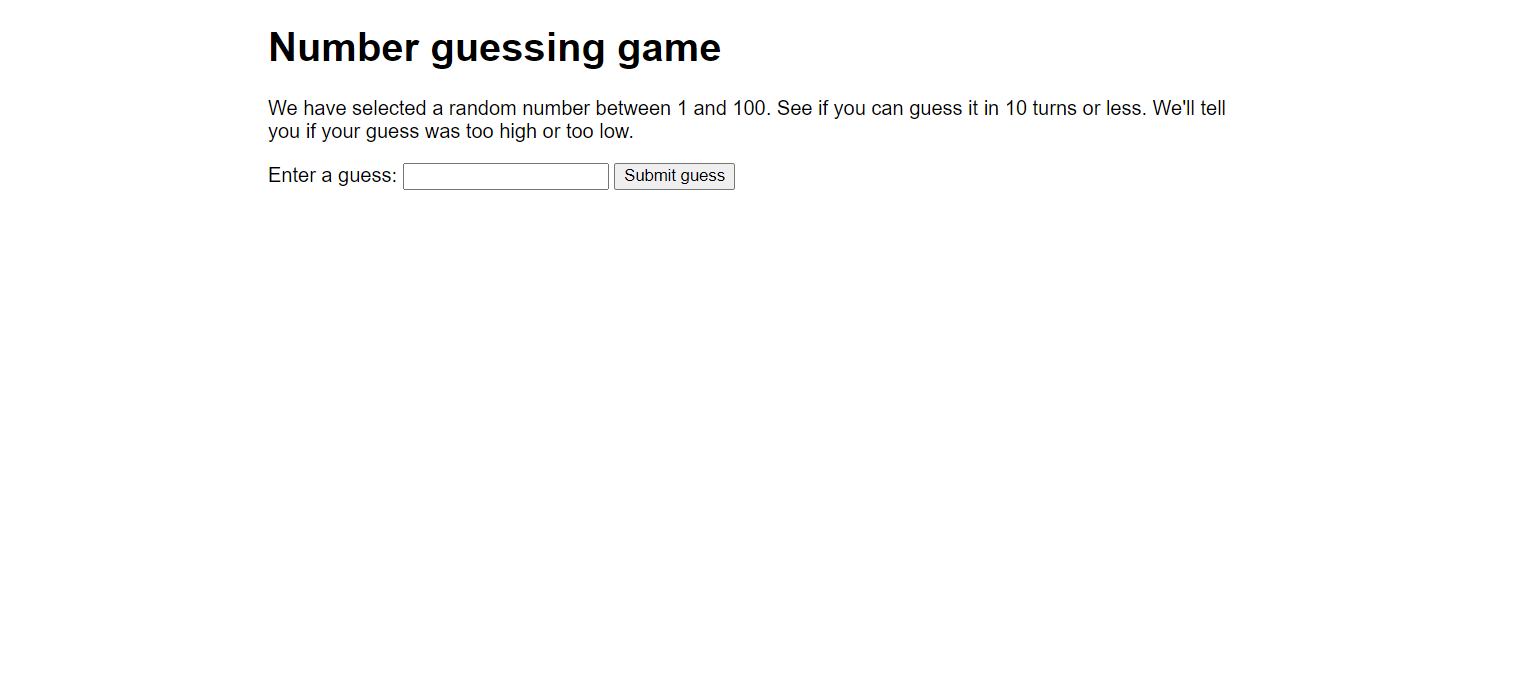 Number guessing game
We have selected a random number between 1 and 100. See if you can guess it in 10 turns or less. We'll tell
you if your guess was too high or too low.
Enter a guess: Submit guess